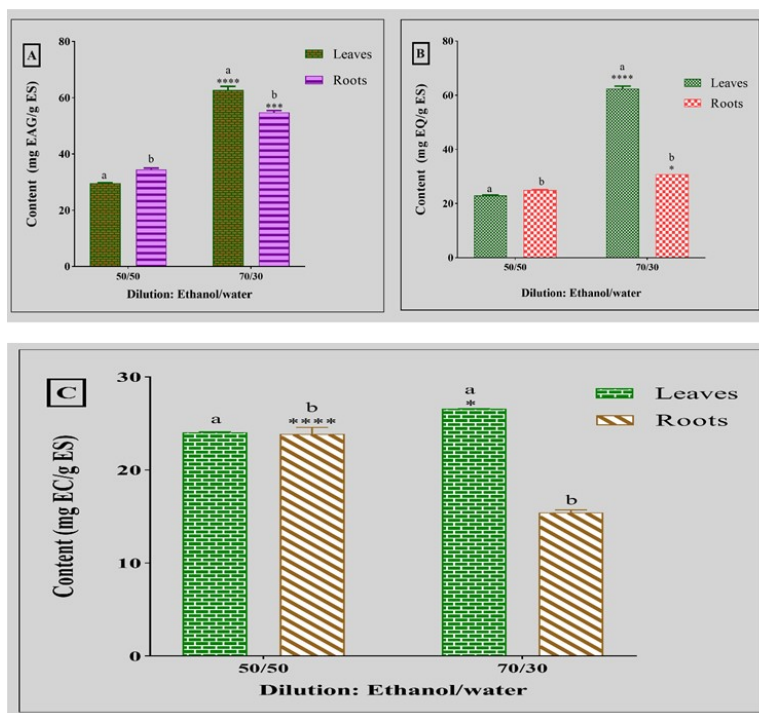 A
Leaves
Roots
Content (mg EAG/g ES)
80
60
40
20
0
a
b
a
****
b
***
50/50
70/30
Dilution: Ethanol/water
B
Leaves
Roots
Content (mg EQ/g ES)
80
60
40
20
0
a
b
a
****
b
*
50/50
70/30
Dilution: Ethanol/water
C
Leaves
Roots
Content (mg EC/g ES)
30
20
10
0
a
b
****
a
*
b
50/50
70/30
Dilution: Ethanol/water